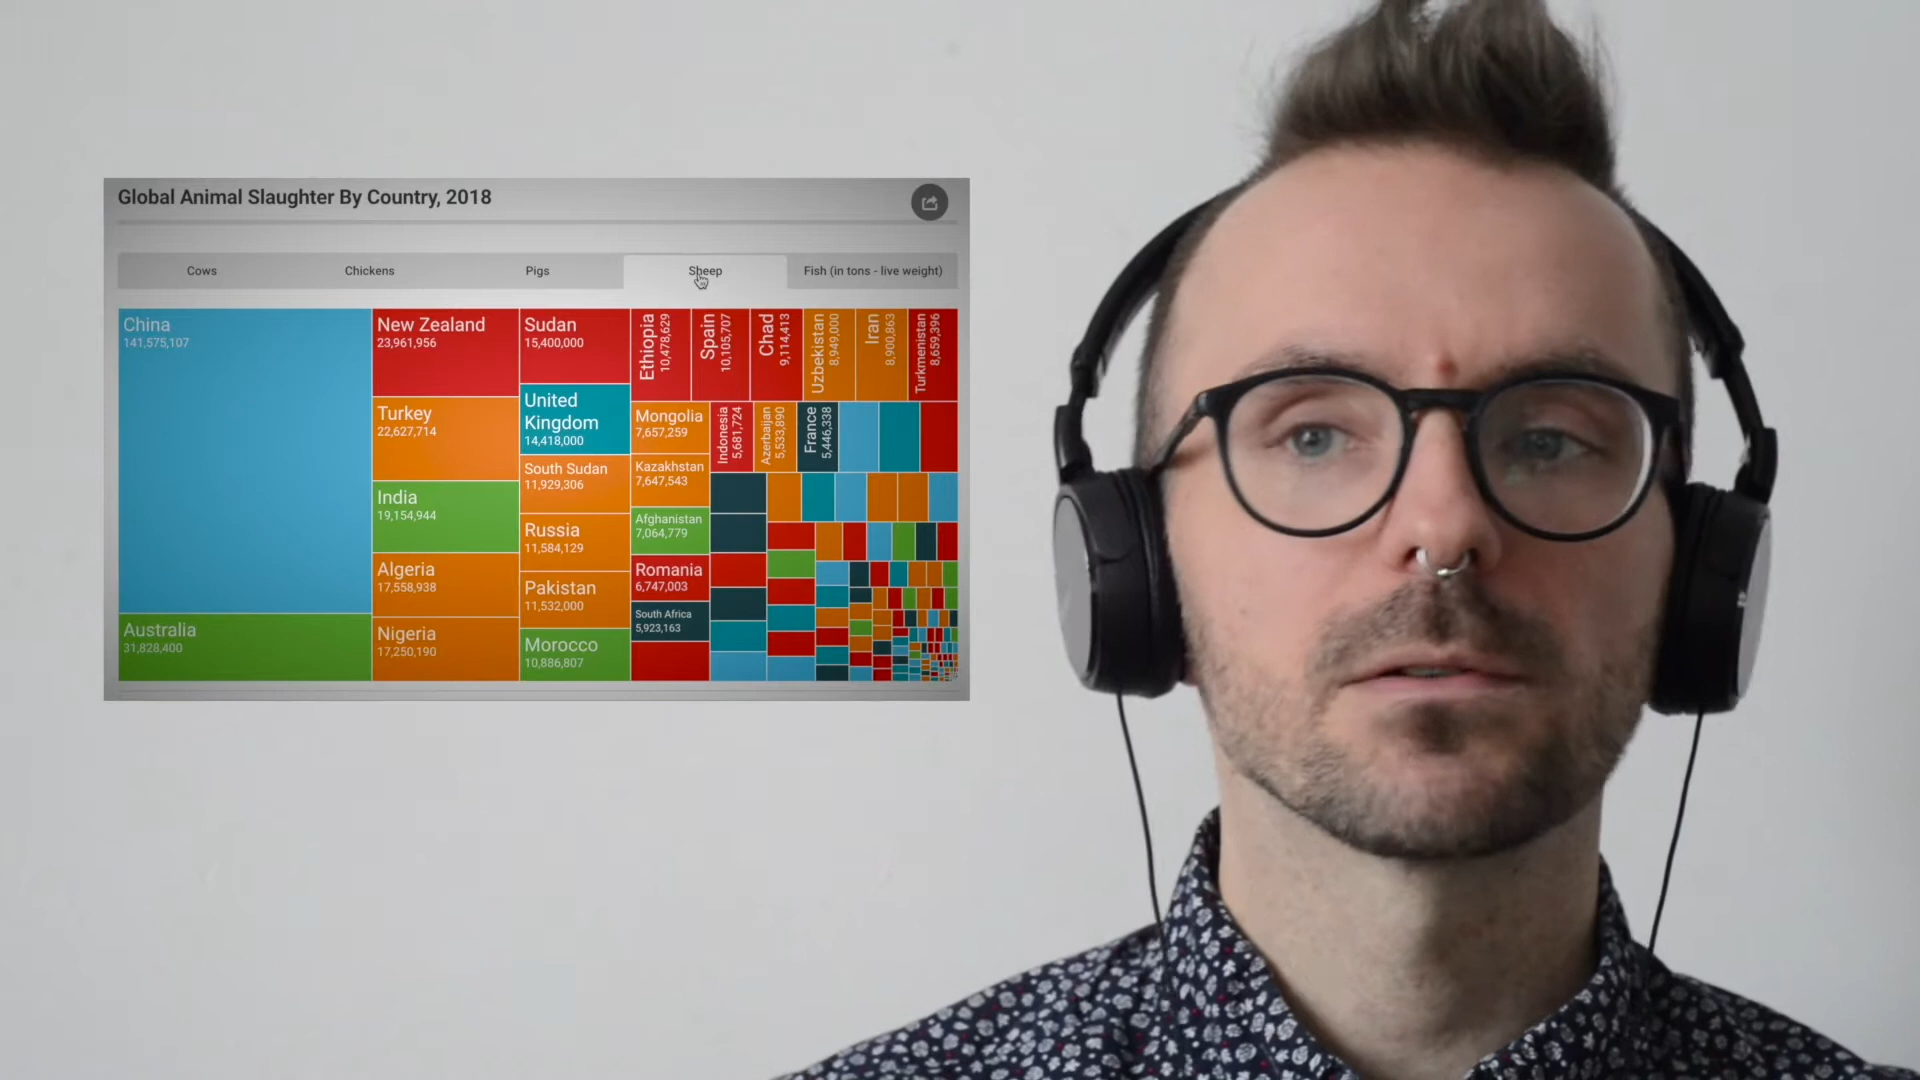 Global Animal Slaughter By Country, 2018
Cows
Chickens
Pigs
Sheep
Fish (in tons - live weight)
China
141,575,107
Australia
31,828,400
New Zealand
23,961,956
Turkey
22,627,714
India
19,154,944
Algeria
17,558,938
Nigeria
17,250,190
Sudan
15,400,000
United
Kingdom
14,418,000
South Sudan
11,929,306
Russia
11,584,129
Pakistan
11,532,000
Morocco
10,886,807
Ethiopia
10,478,629
Spain
10,105,707
Chad
9,114,413
Uzbekistan
8,949,000
Iran
8,900,863
Turkmenistan
8,659,396
Mongolia
7,657,259
Kazakhstan
7,647,543
Afghanistan
7,064,779
Romania
6,747,003
South Africa
5,923,163
Indonesia
5,681,724
Azerbaijan
5,533,890
France
5,446,338